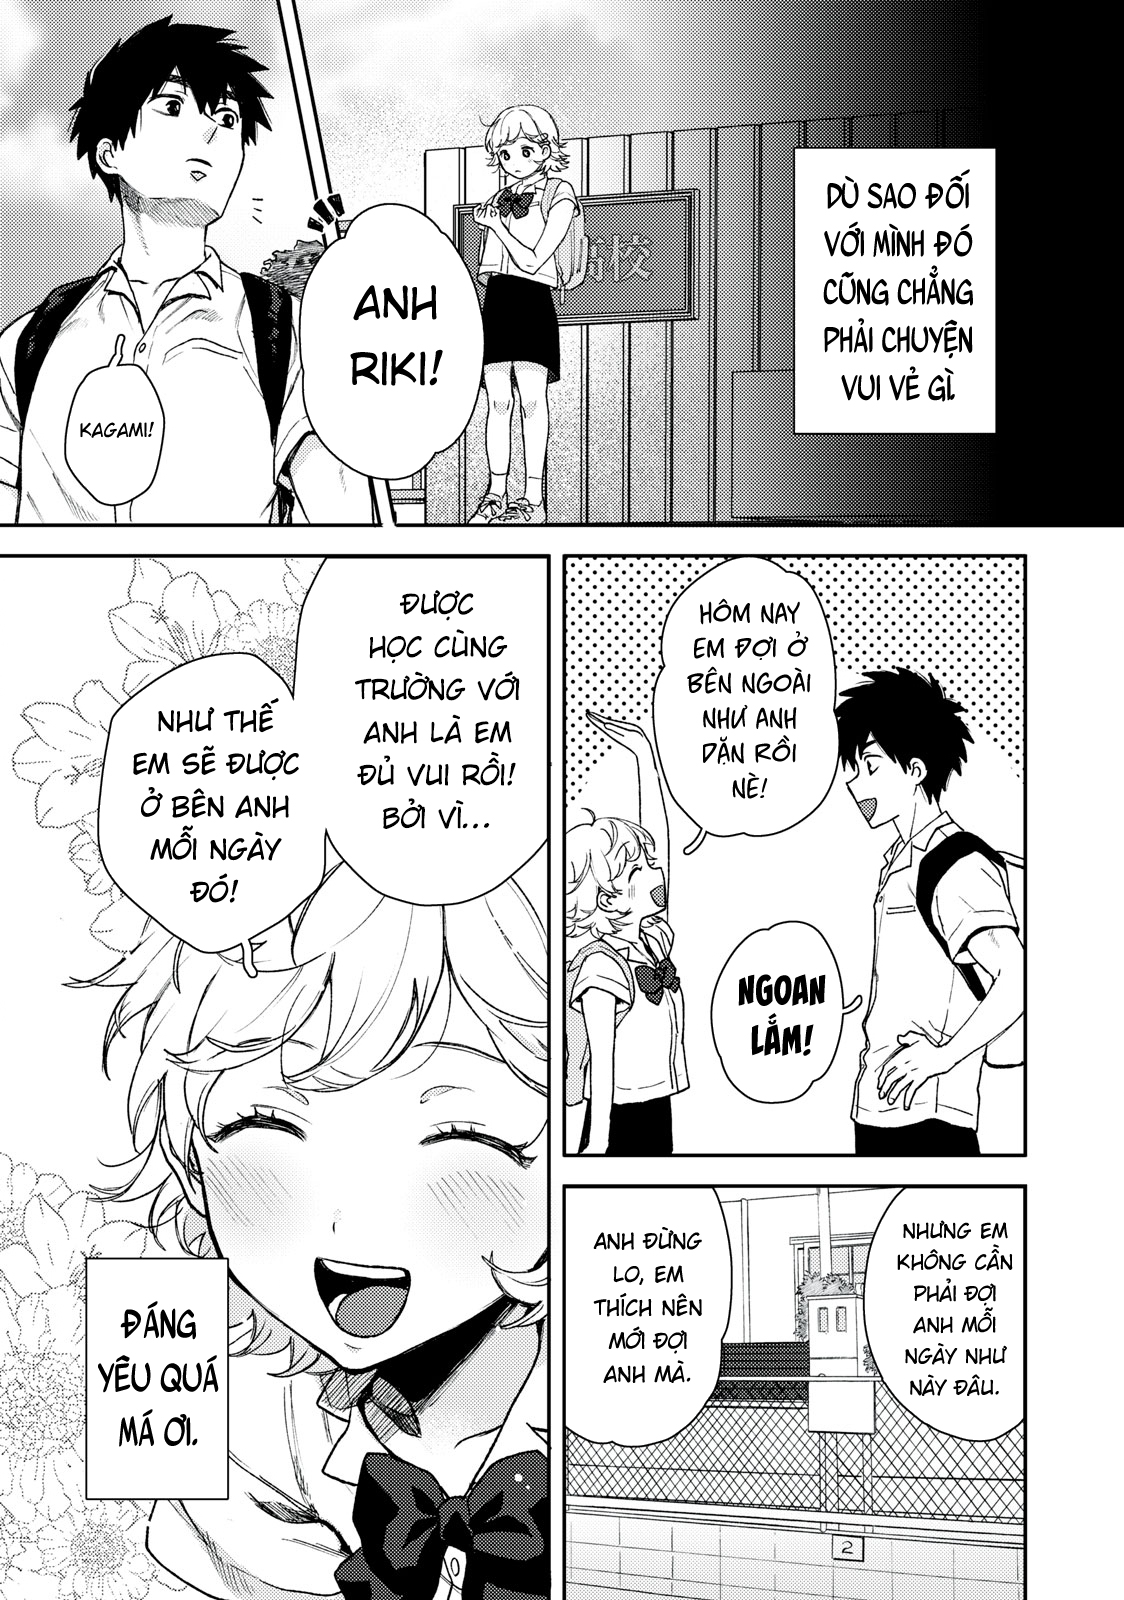 DÙ SAO ĐỐI
VỚI MÌNH ĐÓ
CŨNG CHẲNG
PHẢI CHUYỆN
VUI VẺ GÌ.
校
ANH
RIKI!
KAGAMI!
HÔM NAY
EM ĐỢI Ở
BÊN NGOÀI
NHƯ ANH
DẶN RỒI
NÈ!
NGOAN
LẮM!
NHƯNG EM
KHÔNG CẦN
PHẢI ĐỢI
ANH MỖI
NGÀY NHƯ
NÀY ĐÂU.
ANH ĐỪNG
LO, EM
THÍCH NÊN
MỚI ĐỢI
ANH MÀ.
2
ĐƯỢC
HỌC CÙNG
TRƯỜNG VỚI
ANH LÀ EM
ĐỦ VUI RỒI!
BỞI VÌ...
NHƯ THẾ
EM SẼ ĐƯỢC
Ở BÊN ANH
MỖI NGÀY
ĐÓ!
ĐÁNG
YÊU QUÁ
MÁ ƠI.